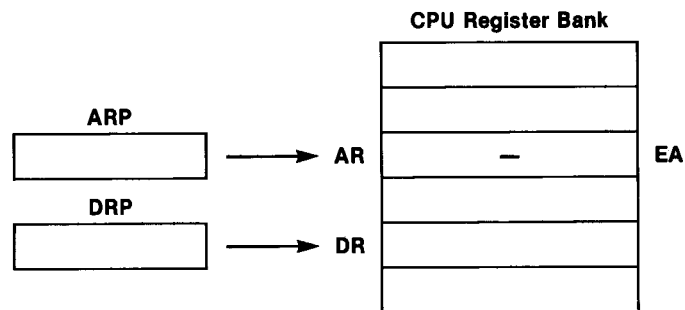 CPU Register Bank
ARP
AR
–
EA
DRP
DR